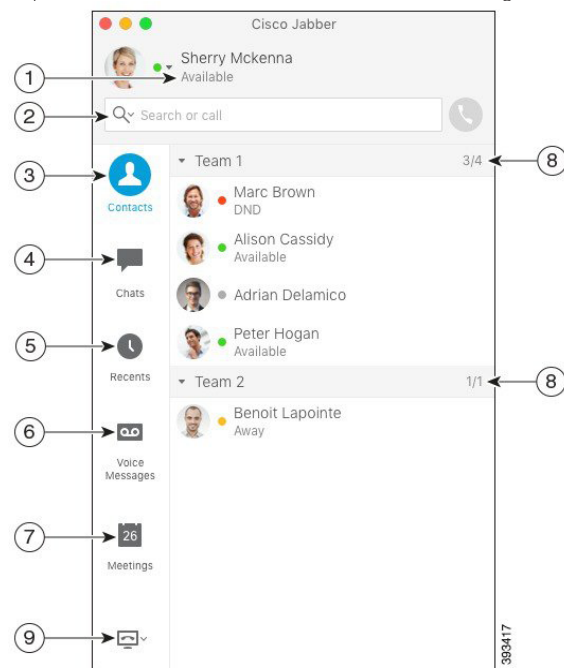 Cisco Jabber
Sherry Mckenna
Available
1
Search or call
2
Team 1 3/4
8
3
Contacts
Marc Brown
DND
Alison Cassidy
Available
4
Chats
Adrian Delamico
Peter Hogan
Available
5
Recents
Team 2 1/1
8
Benoit Lapointe
Away
6
Voice
Messages
7
26
Meetings
9
393417